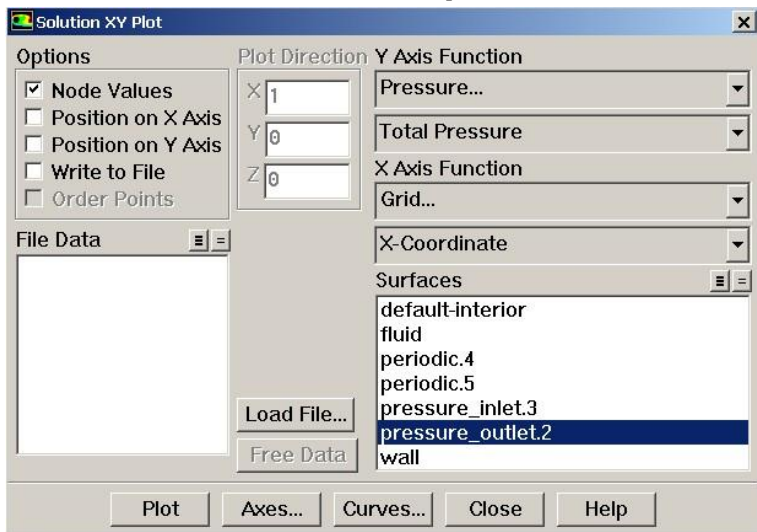 Solution XY Plot
Options
Node Values
Position on X Axis
Position on Y Axis
Write to File
Order Points
Plot Direction
X 1
Y 0
Z 0
Y Axis Function
Pressure...
Total Pressure
X Axis Function
Grid...
X-Coordinate
File Data
Surfaces
default-interior
fluid
periodic.4
periodic.5
pressure_inlet.3
pressure_outlet.2
wall
Load File...
Free Data
Plot Axes... Curves... Close Help